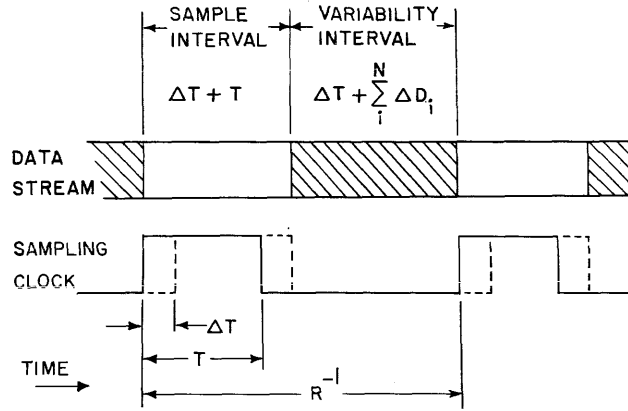 SAMPLE INTERVAL
VARIABILITY INTERVAL
ΔT + T
N
ΔT + ∑ ΔD_i
i
DATA STREAM
SAMPLING CLOCK
ΔT
T
TIME
R^-1